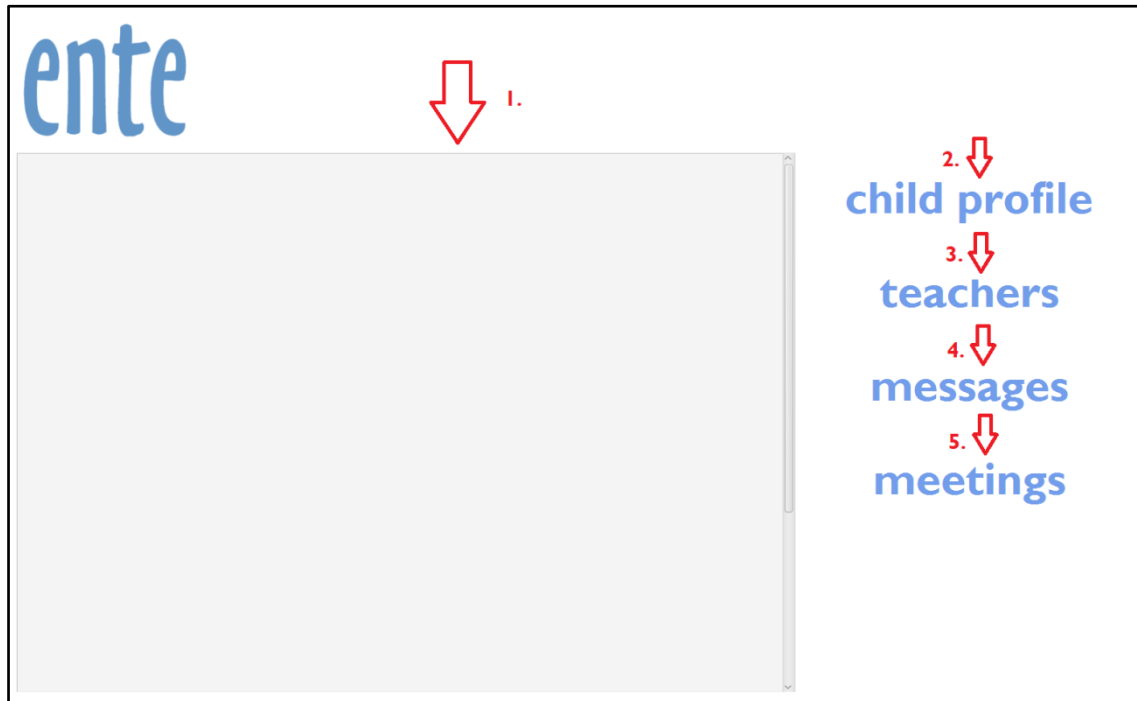 ente
1.
2.
child profile
3.
teachers
4.
messages
5.
meetings